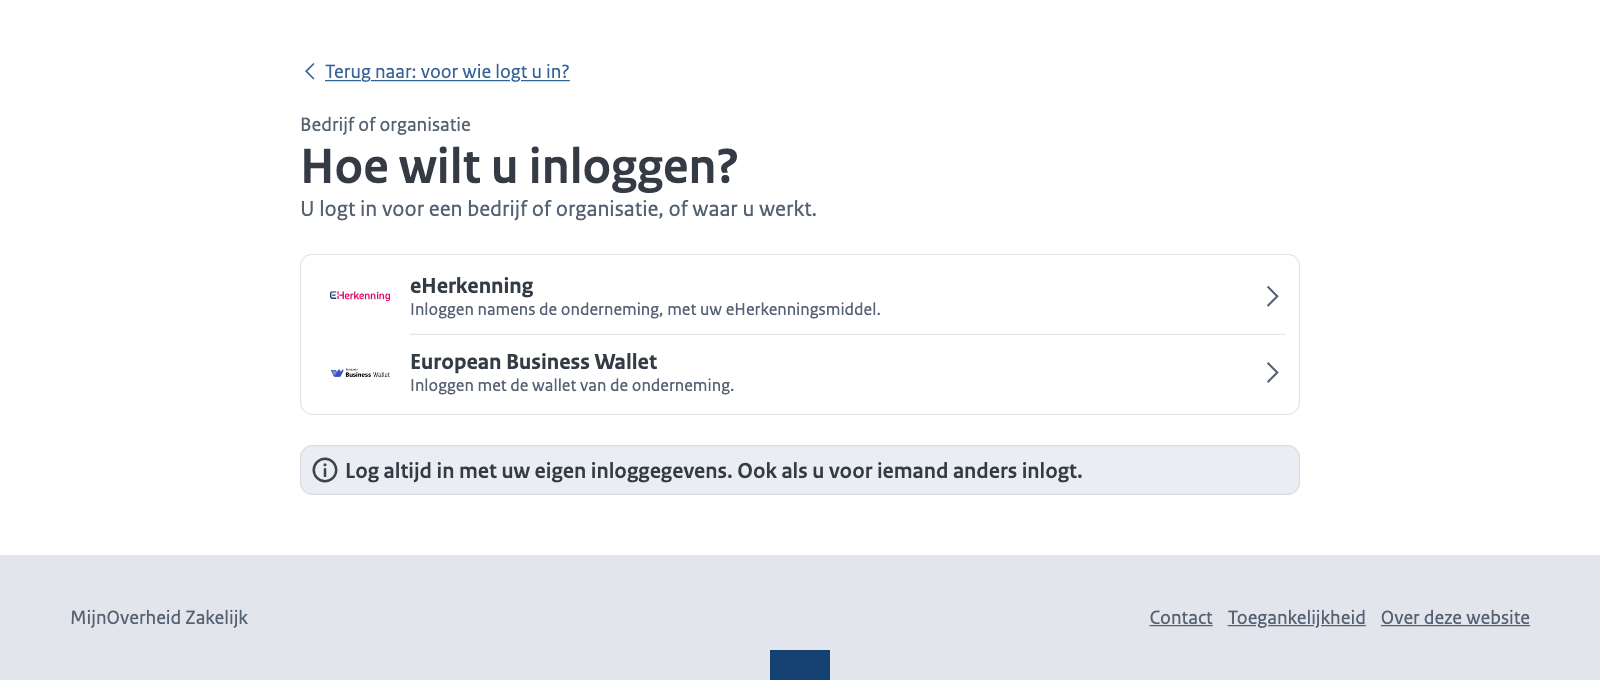 Terug naar: voor wie logt u in?
Bedrijf of organisatie
Hoe wilt u inloggen?
U logt in voor een bedrijf of organisatie, of waar u werkt.
eHerkenning
eHerkenning
Inloggen namens de onderneming, met uw eHerkenningsmiddel.
Business Wallet
European Business Wallet
Inloggen met de wallet van de onderneming.
Log altijd in met uw eigen inloggegevens. Ook als u voor iemand anders inlogt.
MijnOverheid Zakelijk
Contact Toegankelijkheid Over deze website